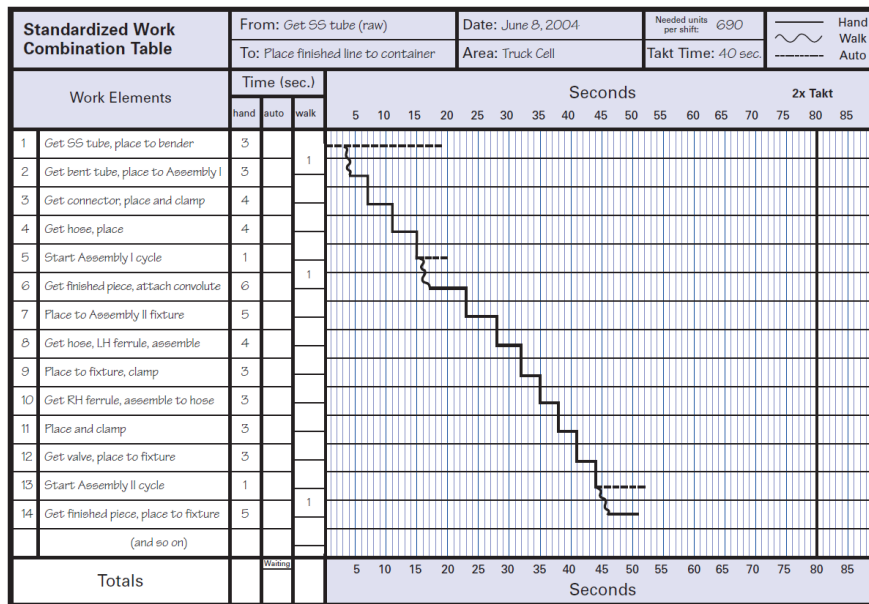 Standardized Work
Combination Table
From: Get SS tube (raw)
To: Place finished line to container
Date: June 8, 2004
Area: Truck Cell
Needed units
per shift: 690
Takt Time: 40 sec.
Hand
Walk
Auto
Work Elements
Time (sec.)
hand auto walk
Seconds
2x Takt
5 10 15 20 25 30 35 40 45 50 55 60 65 70 75 80 85
1 Get SS tube, place to bender 3
1
2 Get bent tube, place to Assembly I 3
3 Get connector, place and clamp 4
4 Get hose, place 4
5 Start Assembly I cycle 1
1
6 Get finished piece, attach convolute 6
7 Place to Assembly II fixture 5
8 Get hose, LH ferrule, assemble 4
9 Place to fixture, clamp 3
10 Get RH ferrule, assemble to hose 3
11 Place and clamp 3
12 Get valve, place to fixture 3
13 Start Assembly II cycle 1
1
14 Get finished piece, place to fixture 5
(and so on)
Totals
Waiting
5 10 15 20 25 30 35 40 45 50 55 60 65 70 75 80 85
Seconds